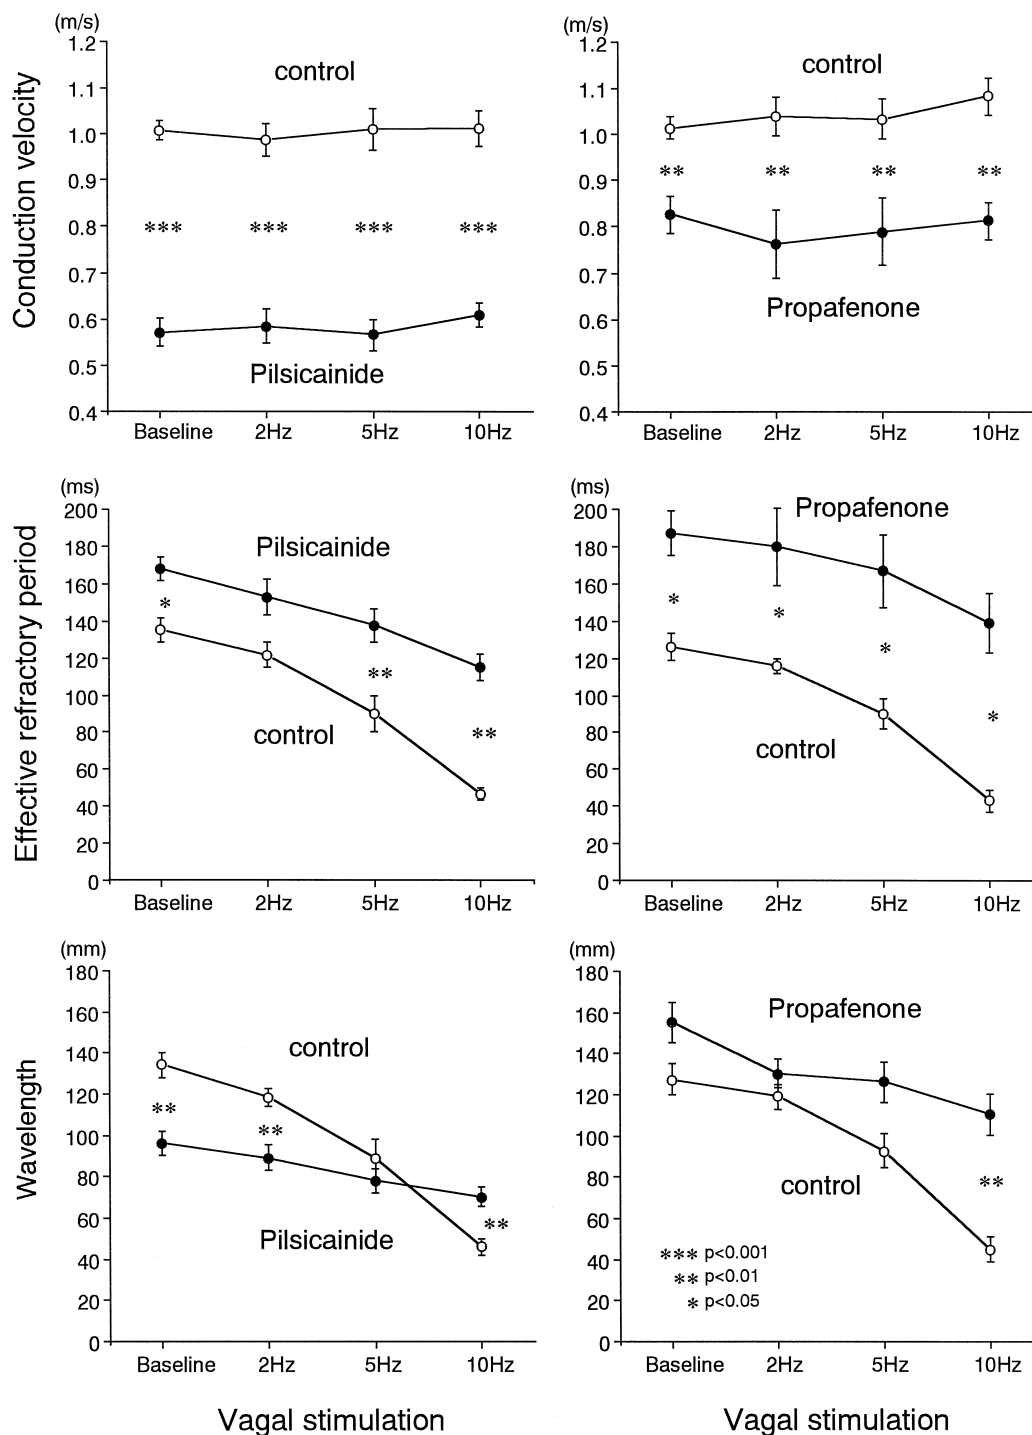 (m/s)
1.2
1.1
1.0
0.9
0.8
0.7
0.6
0.5
0.4
Conduction velocity
control
*** *** *** ***
Pilsicainide
Baseline 2Hz 5Hz 10Hz
(m/s)
1.2
1.1
1.0
0.9
0.8
0.7
0.6
0.5
0.4
control
** ** ** **
Propafenone
Baseline 2Hz 5Hz 10Hz
(ms)
200
180
160
140
120
100
80
60
40
20
0
Effective refractory period
Pilsicainide
*
**
control
**
Baseline 2Hz 5Hz 10Hz
(ms)
200
180
160
140
120
100
80
60
40
20
0
Propafenone
*
*
*
*
control
Baseline 2Hz 5Hz 10Hz
(mm)
180
160
140
120
100
80
60
40
20
0
Wavelength
control
**
**
**
Pilsicainide
Baseline 2Hz 5Hz 10Hz
Vagal stimulation
(mm)
180
160
140
120
100
80
60
40
20
0
Propafenone
control
**
*** p<0.001
** p<0.01
* p<0.05
Baseline 2Hz 5Hz 10Hz
Vagal stimulation